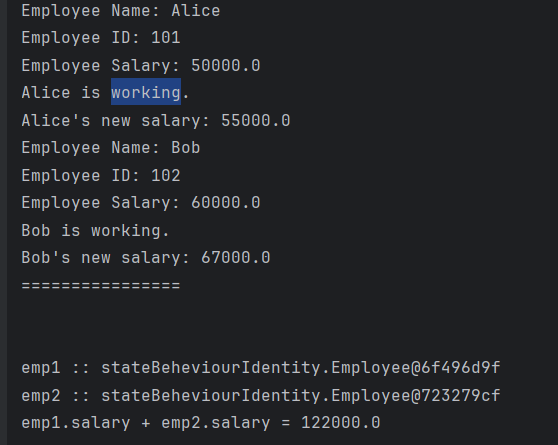 Employee Name: Alice
Employee ID: 101
Employee Salary: 50000.0
Alice is working.
Alice's new salary: 55000.0
Employee Name: Bob
Employee ID: 102
Employee Salary: 60000.0
Bob is working.
Bob's new salary: 67000.0
================
emp1 :: stateBeheviourIdentity.Employee@6f496d9f
emp2 :: stateBeheviourIdentity.Employee@723279cf
emp1.salary + emp2.salary = 122000.0